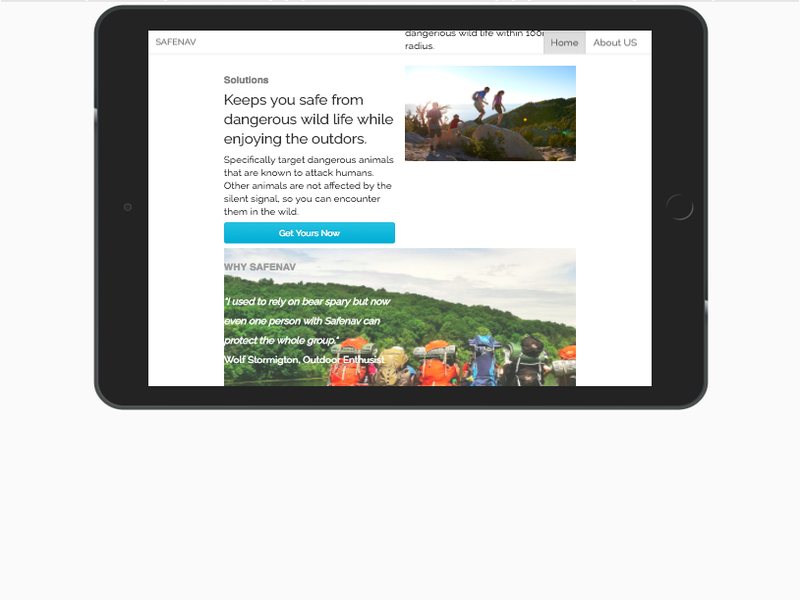 SAFENAV
dangerous wild life within 100m
radius.
Home
About US
Solutions
Keeps you safe from
dangerous wild life while
enjoying the outdors.
Specifically target dangerous animals
that are known to attack humans.
Other animals are not affected by the
silent signal, so you can encounter
them in the wild.
Get Yours Now
WHY SAFENAV
"I used to rely on bear spary but now
even one person with Safenav can
protect the whole group."
Wolf Stormigton, Outdoor Enthusist